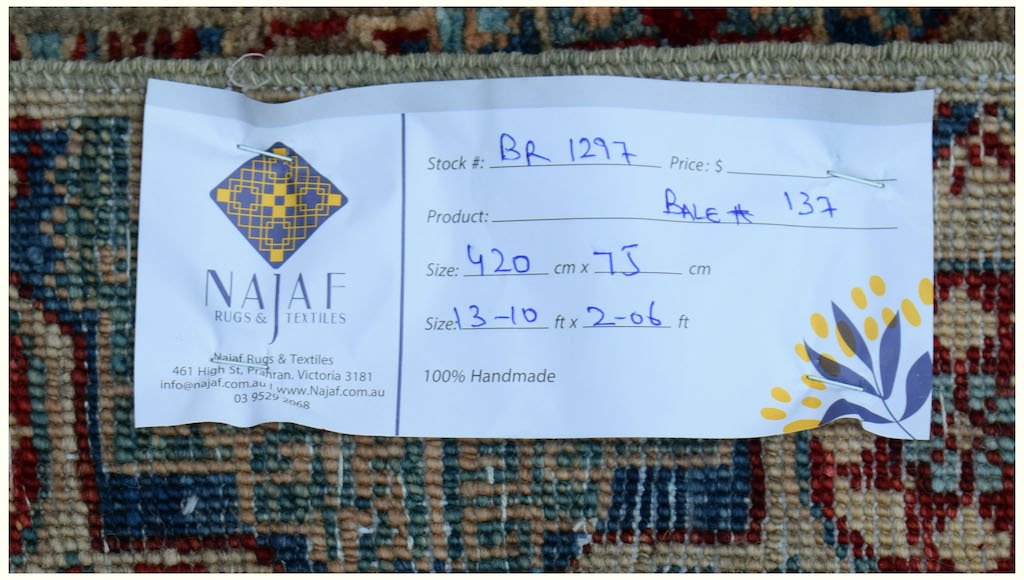 NAJAF
RUGS & TEXTILES
Najaf Rugs & Textiles
461 High St, Prahran. Victoria 3181
info@najaf.com.au | www.Najaf.com.au
03 9529 2068
Stock #: BR 1297 Price: $
Product: BALE # 137
Size: 420 cm x 75 cm
Size: 13-10 ft x 2-06 ft
100% Handmade